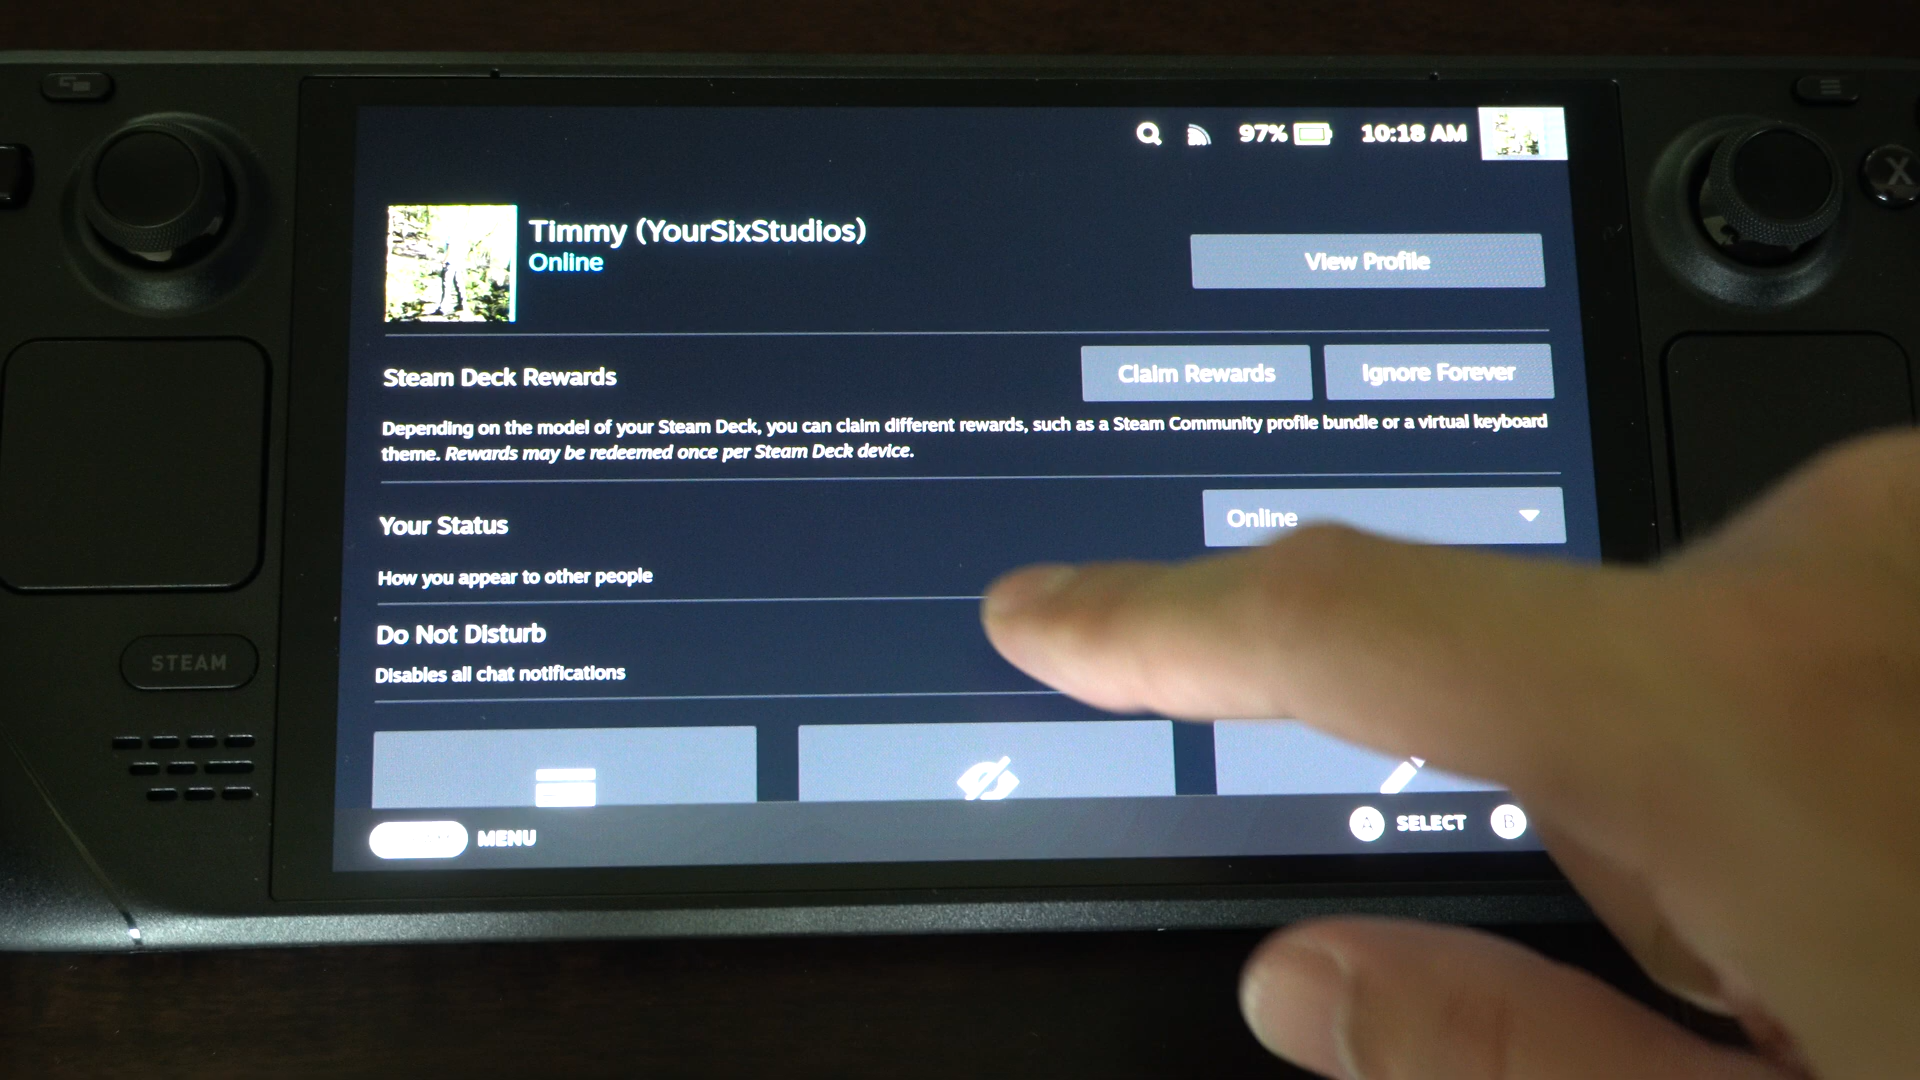 97% 10:18 AM
Timmy (YourSixStudios)
Online
View Profile
X
Steam Deck Rewards
Claim Rewards
Ignore Forever
Depending on the model of your Steam Deck, you can claim different rewards, such as a Steam Community profile bundle or a virtual keyboard
theme. Rewards may be redeemed once per Steam Deck device.
Your Status
Online
How you appear to other people
Do Not Disturb
Disables all chat notifications
STEAM
MENU
A SELECT B